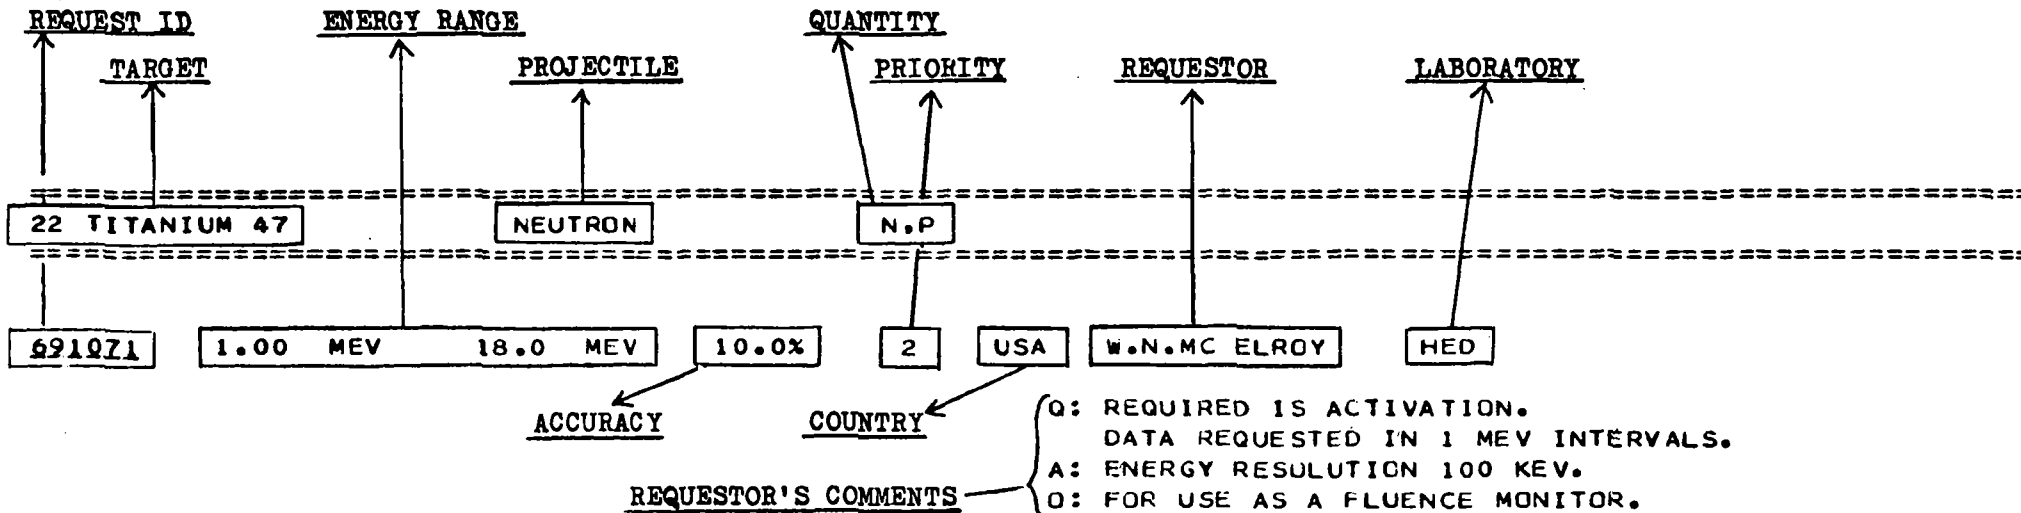 REQUEST ID ENERGY RANGE QUANTITY
TARGET PROJECTILE PRIORITY REQUESTOR LABORATORY
================================================================================
22 TITANIUM 47 NEUTRON N.P
================================================================================
691071 1.00 MEV 18.0 MEV 10.0% 2 USA W.N.MC ELROY HED
ACCURACY COUNTRY Q: REQUIRED IS ACTIVATION.
DATA REQUESTED IN 1 MEV INTERVALS.
A: ENERGY RESOLUTION 100 KEV.
REQUESTOR'S COMMENTS O: FOR USE AS A FLUENCE MONITOR.